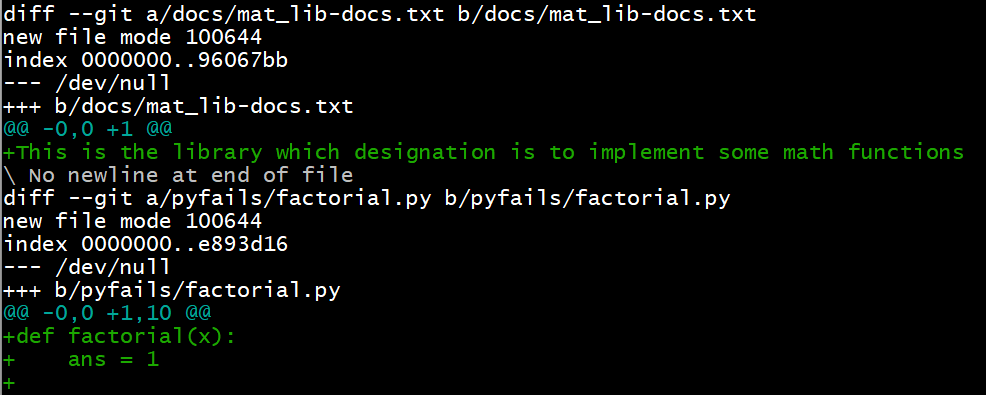 diff --git a/docs/mat_lib-docs.txt b/docs/mat_lib-docs.txt
new file mode 100644
index 0000000..96067bb
--- /dev/null
+++ b/docs/mat_lib-docs.txt
@@ -0,0 +1 @@
+This is the library which designation is to implement some math functions
\ No newline at end of file
diff --git a/pyfails/factorial.py b/pyfails/factorial.py
new file mode 100644
index 0000000..e893d16
--- /dev/null
+++ b/pyfails/factorial.py
@@ -0,0 +1,10 @@
+def factorial(x):
+    ans = 1
+